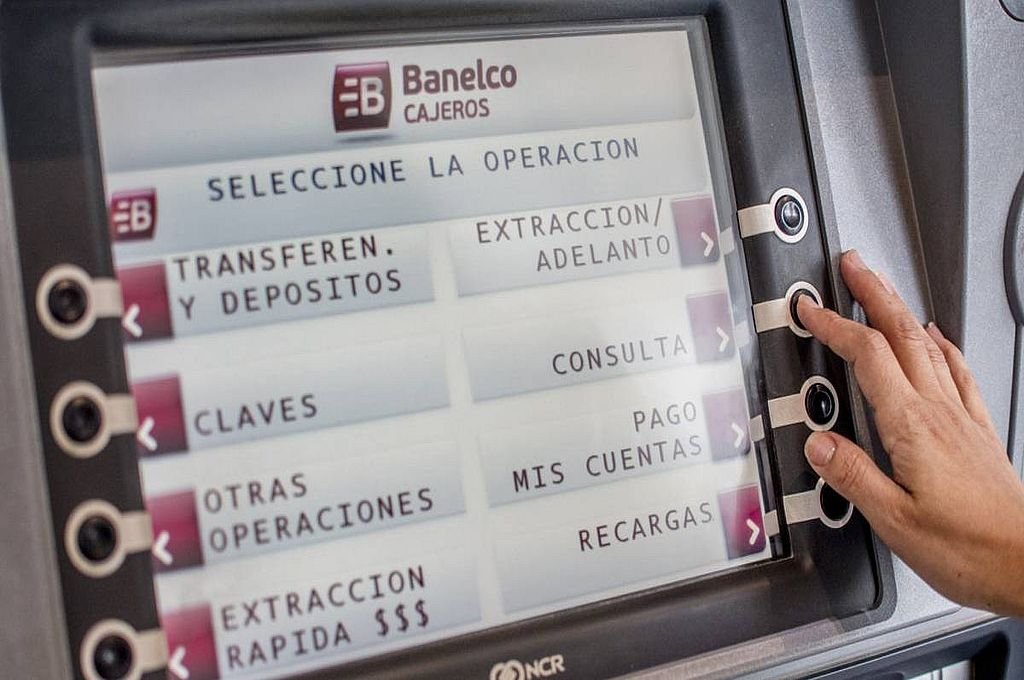 Banelco
CAJEROS
SELECCIONE LA OPERACION
B
TRANSFEREN.
Y DEPOSITOS
EXTRACCION/
ADELANTO
CLAVES
CONSULTA
OTRAS
OPERACIONES
PAGO
MIS CUENTAS
EXTRACCION
RAPIDA $$$
RECARGAS
NCR